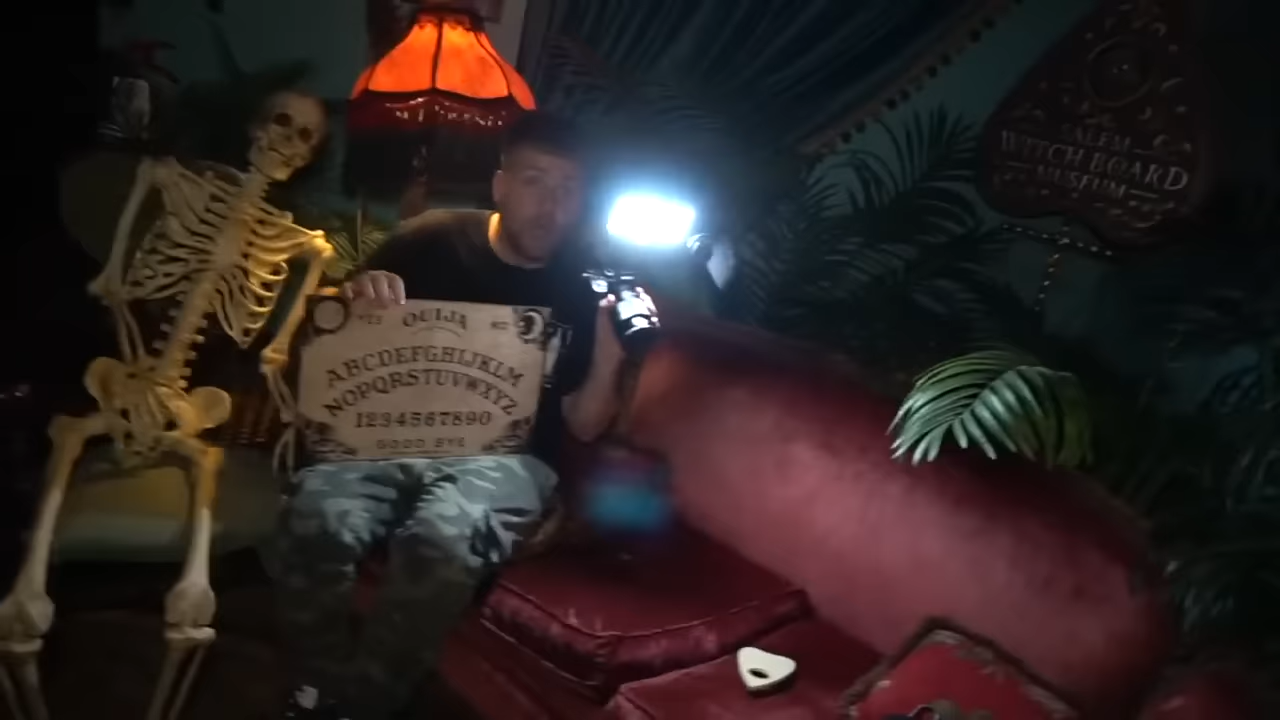 OUIJA
ABCDEFGHIJKLM
NOPQRSTUVWXYZ
1234567890
GOOD BYE
SALEM
WITCH BOARD
MUSEUM